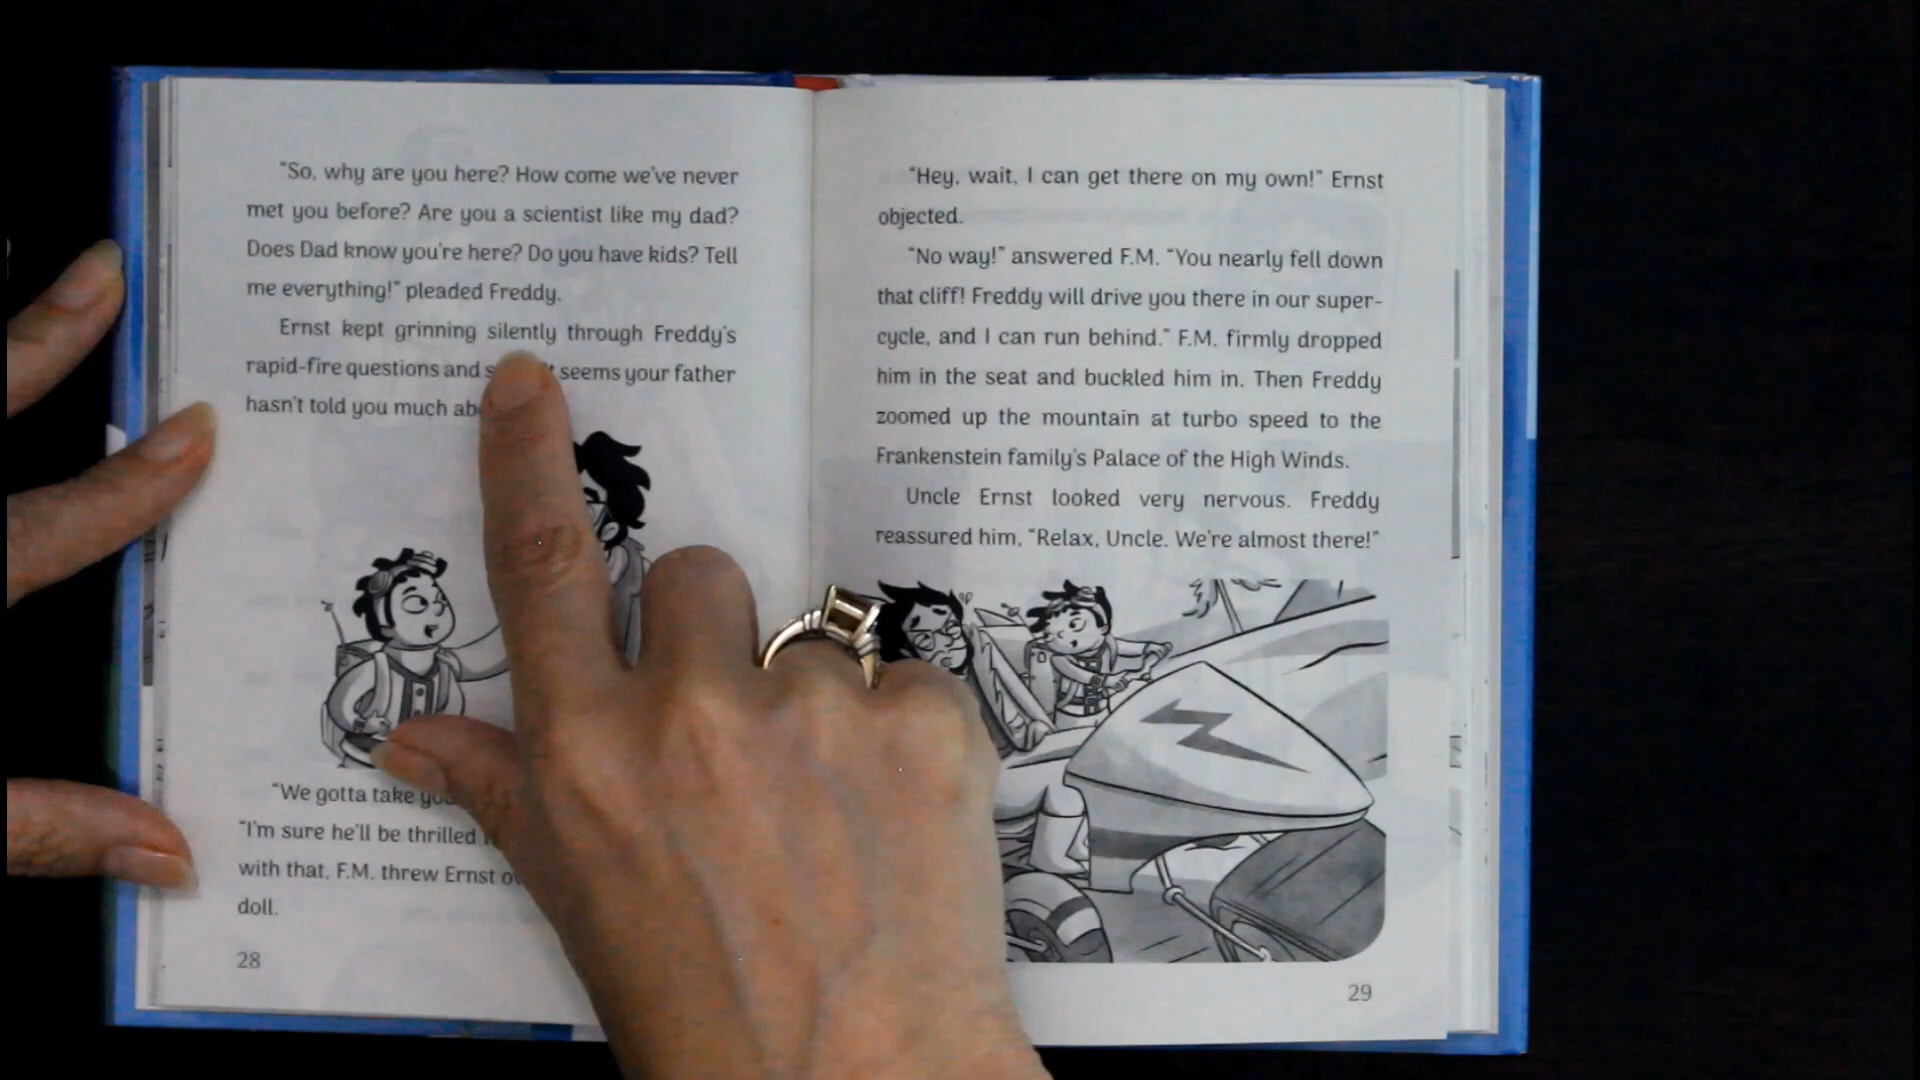 "So, why are you here? How come we've never
met you before? Are you a scientist like my dad?
Does Dad know you're here? Do you have kids? Tell
me everything!" pleaded Freddy.
Ernst kept grinning silently through Freddy's
rapid-fire questions and seems your father
hasn't told you much
"We gotta take
"I'm sure he'll be thrilled
with that, F.M. threw Ernst
doll.
28
"Hey, wait, I can get there on my own!" Ernst
objected.
"No way!" answered F.M. "You nearly fell down
that cliff! Freddy will drive you there in our super-
cycle, and I can run behind." F.M. firmly dropped
him in the seat and buckled him in. Then Freddy
zoomed up the mountain at turbo speed to the
Frankenstein family's Palace of the High Winds.
Uncle Ernst looked very nervous. Freddy
reassured him, "Relax, Uncle. We're almost there!"
29